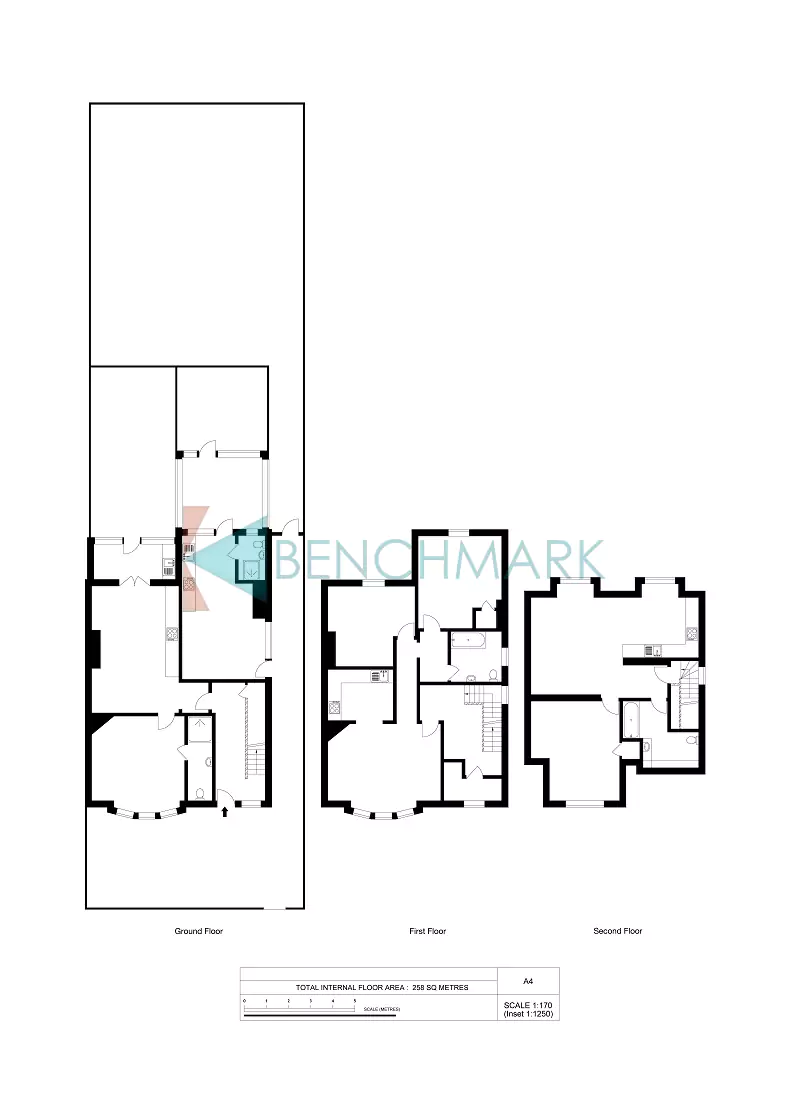 BENCHMARK
Ground Floor
First Floor
Second Floor
TOTAL INTERNAL FLOOR AREA : 258 SQ METRES
A4
0 1 2 3 4 5
SCALE (METRES)
SCALE 1:170
(Inset 1:1250)